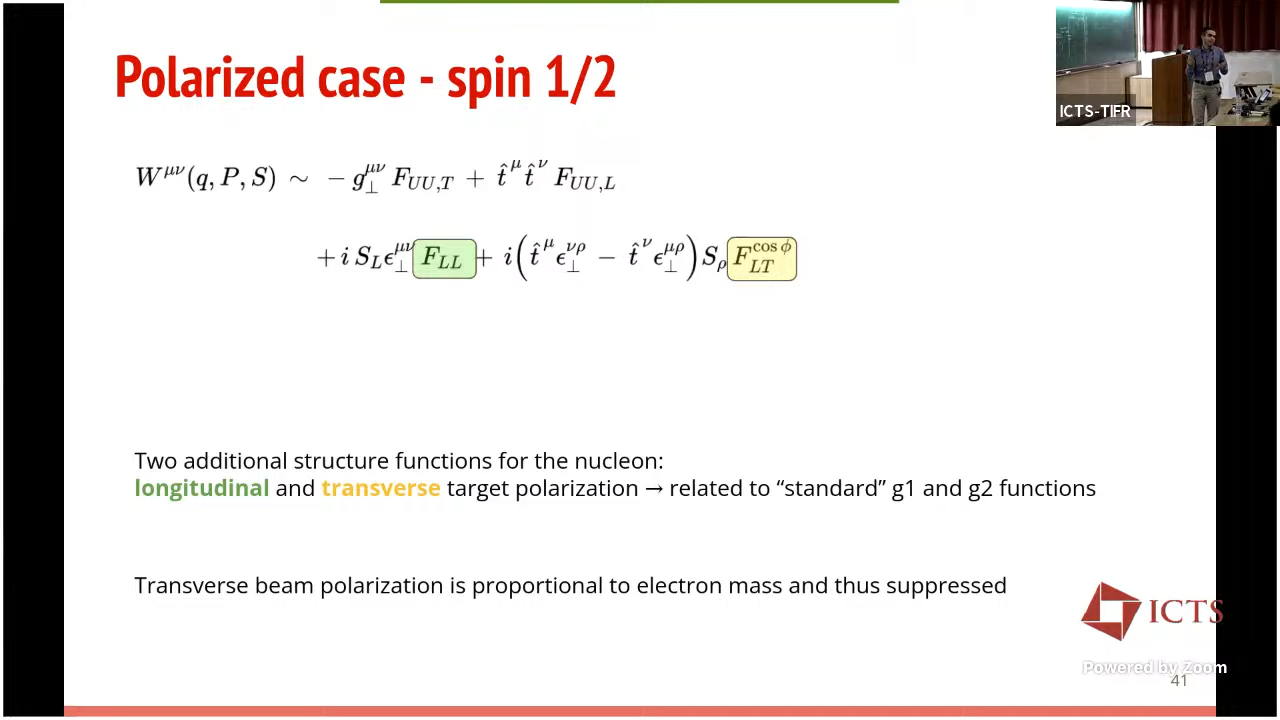 Polarized case - spin 1/2
ICTS-TIFR
W^{μν}(q, P, S) ∼ − g_⊥^{μν} F_{UU,T} + t̂^μ t̂^ν F_{UU,L}
+ i S_L ϵ_⊥^{μν} F_{LL} + i(t̂^μ ϵ_⊥^{νρ} − t̂^ν ϵ_⊥^{μρ}) S_ρ F_{LT}^{cos ϕ}
Two additional structure functions for the nucleon:
longitudinal and transverse target polarization → related to “standard” g1 and g2 functions
Transverse beam polarization is proportional to electron mass and thus suppressed
ICTS
Powered by Zoom
41